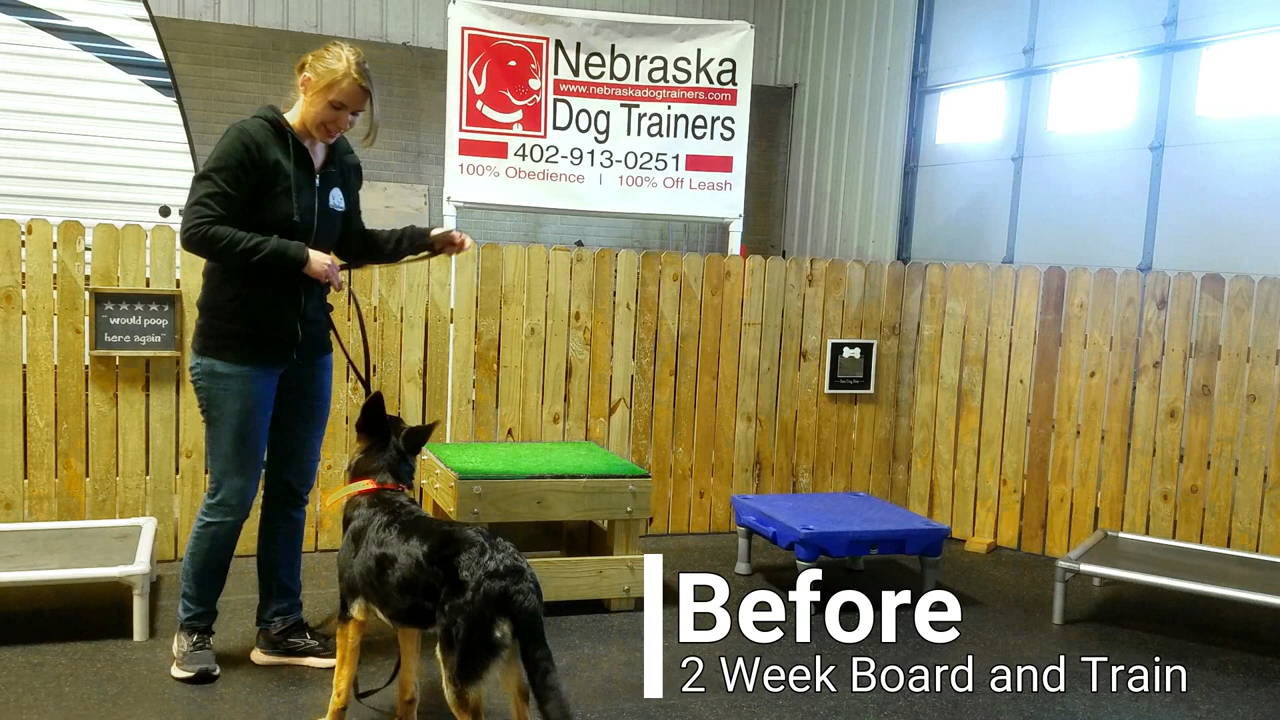 Nebraska
www.nebraskadogtrainers.com
Dog Trainers
402-913-0251
100% Obedience | 100% Off Leash
"would poop
here again"
Before
2 Week Board and Train